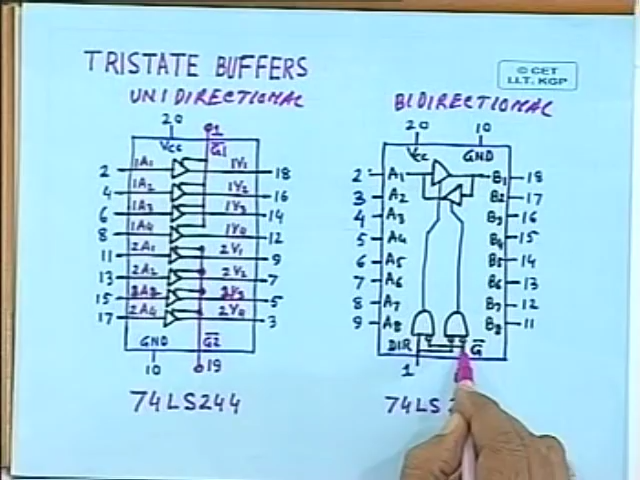 TRISTATE BUFFERS
© CET
I.I.T. KGP
UNIDIRECTIONAL
20
1
Vcc
G1
2 1A1 1Y1 18
4 1A2 1Y2 16
6 1A3 1Y3 14
8 1A4 1Y4 12
11 2A1 2Y1 9
13 2A2 2Y2 7
15 2A3 2Y3 5
17 2A4 2Y4 3
GND G2
10 19
74LS244
BIDIRECTIONAL
20 10
Vcc GND
2 A1 B1 18
3 A2 B2 17
4 A3 B3 16
5 A4 B4 15
6 A5 B5 14
7 A6 B6 13
8 A7 B7 12
9 A8 B8 11
DIR G
1
74LS